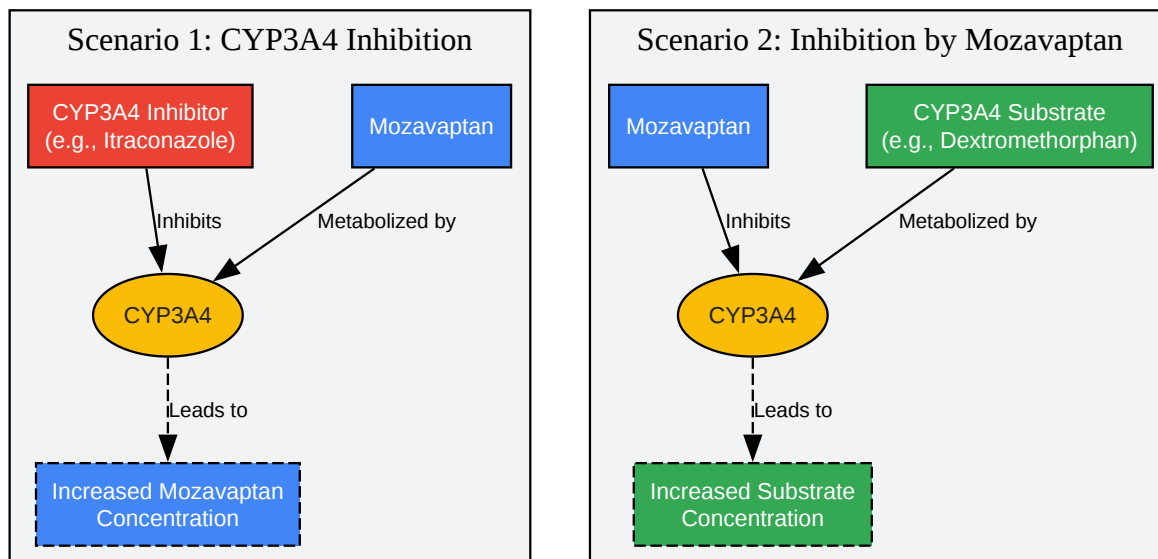 Scenario 1: CYP3A4 Inhibition
CYP3A4 Inhibitor
(e.g., Itraconazole)
Mozavaptan
Inhibits
Metabolized by
CYP3A4
Leads to
Increased Mozavaptan
Concentration
Scenario 2: Inhibition by Mozavaptan
Mozavaptan
CYP3A4 Substrate
(e.g., Dextromethorphan)
Inhibits
Metabolized by
CYP3A4
Leads to
Increased Substrate
Concentration